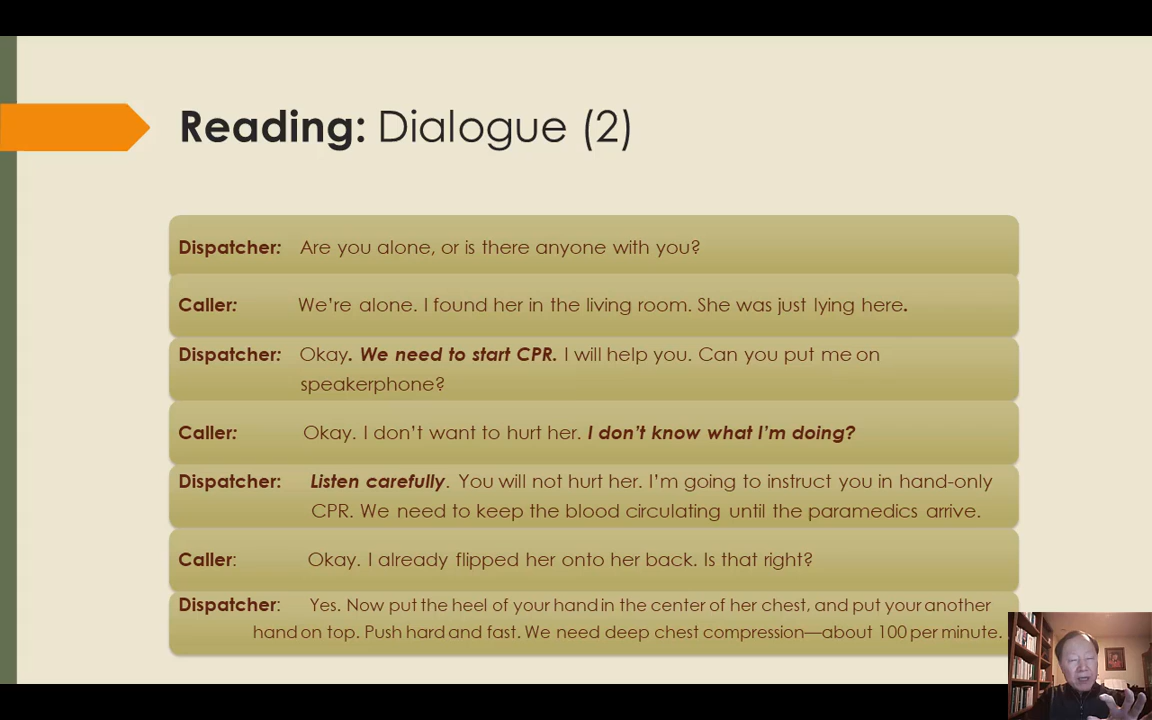 Reading: Dialogue (2)
Dispatcher: Are you alone, or is there anyone with you?
Caller: We're alone. I found her in the living room. She was just lying here.
Dispatcher: Okay. We need to start CPR. I will help you. Can you put me on
speakerphone?
Caller: Okay. I don't want to hurt her. I don't know what I'm doing?
Dispatcher: Listen carefully. You will not hurt her. I'm going to instruct you in hand-only
CPR. We need to keep the blood circulating until the paramedics arrive.
Caller: Okay. I already flipped her onto her back. Is that right?
Dispatcher: Yes. Now put the heel of your hand in the center of her chest, and put your another
hand on top. Push hard and fast. We need deep chest compression—about 100 per minute.